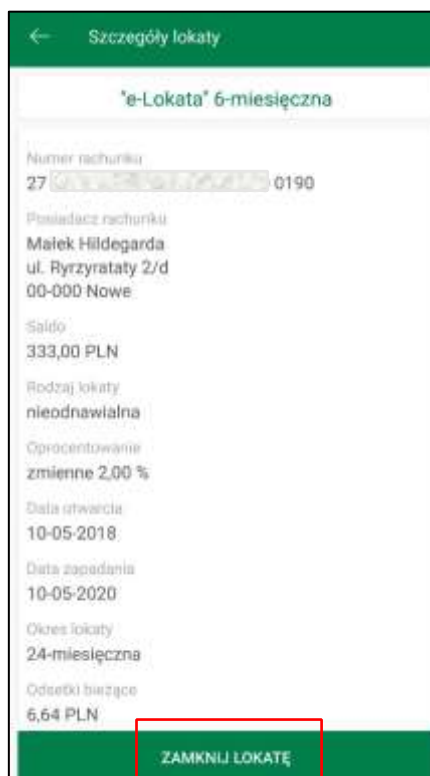 Szczegóły lokaty
"e-Lokata" 6-miesięczna
Numer rachunku
27 0190
Posiadacz rachunku
Małek Hildegarda
ul. Ryrzyrataty 2/d
00-000 Nowe
Saldo
333,00 PLN
Rodzaj lokaty
nieodnawialna
Oprocentowanie
zmienne 2,00 %
Data otwarcia
10-05-2018
Data zapadania
10-05-2020
Okres lokaty
24-miesięczna
Odsetki bieżące
6,64 PLN
ZAMKNIJ LOKATĘ